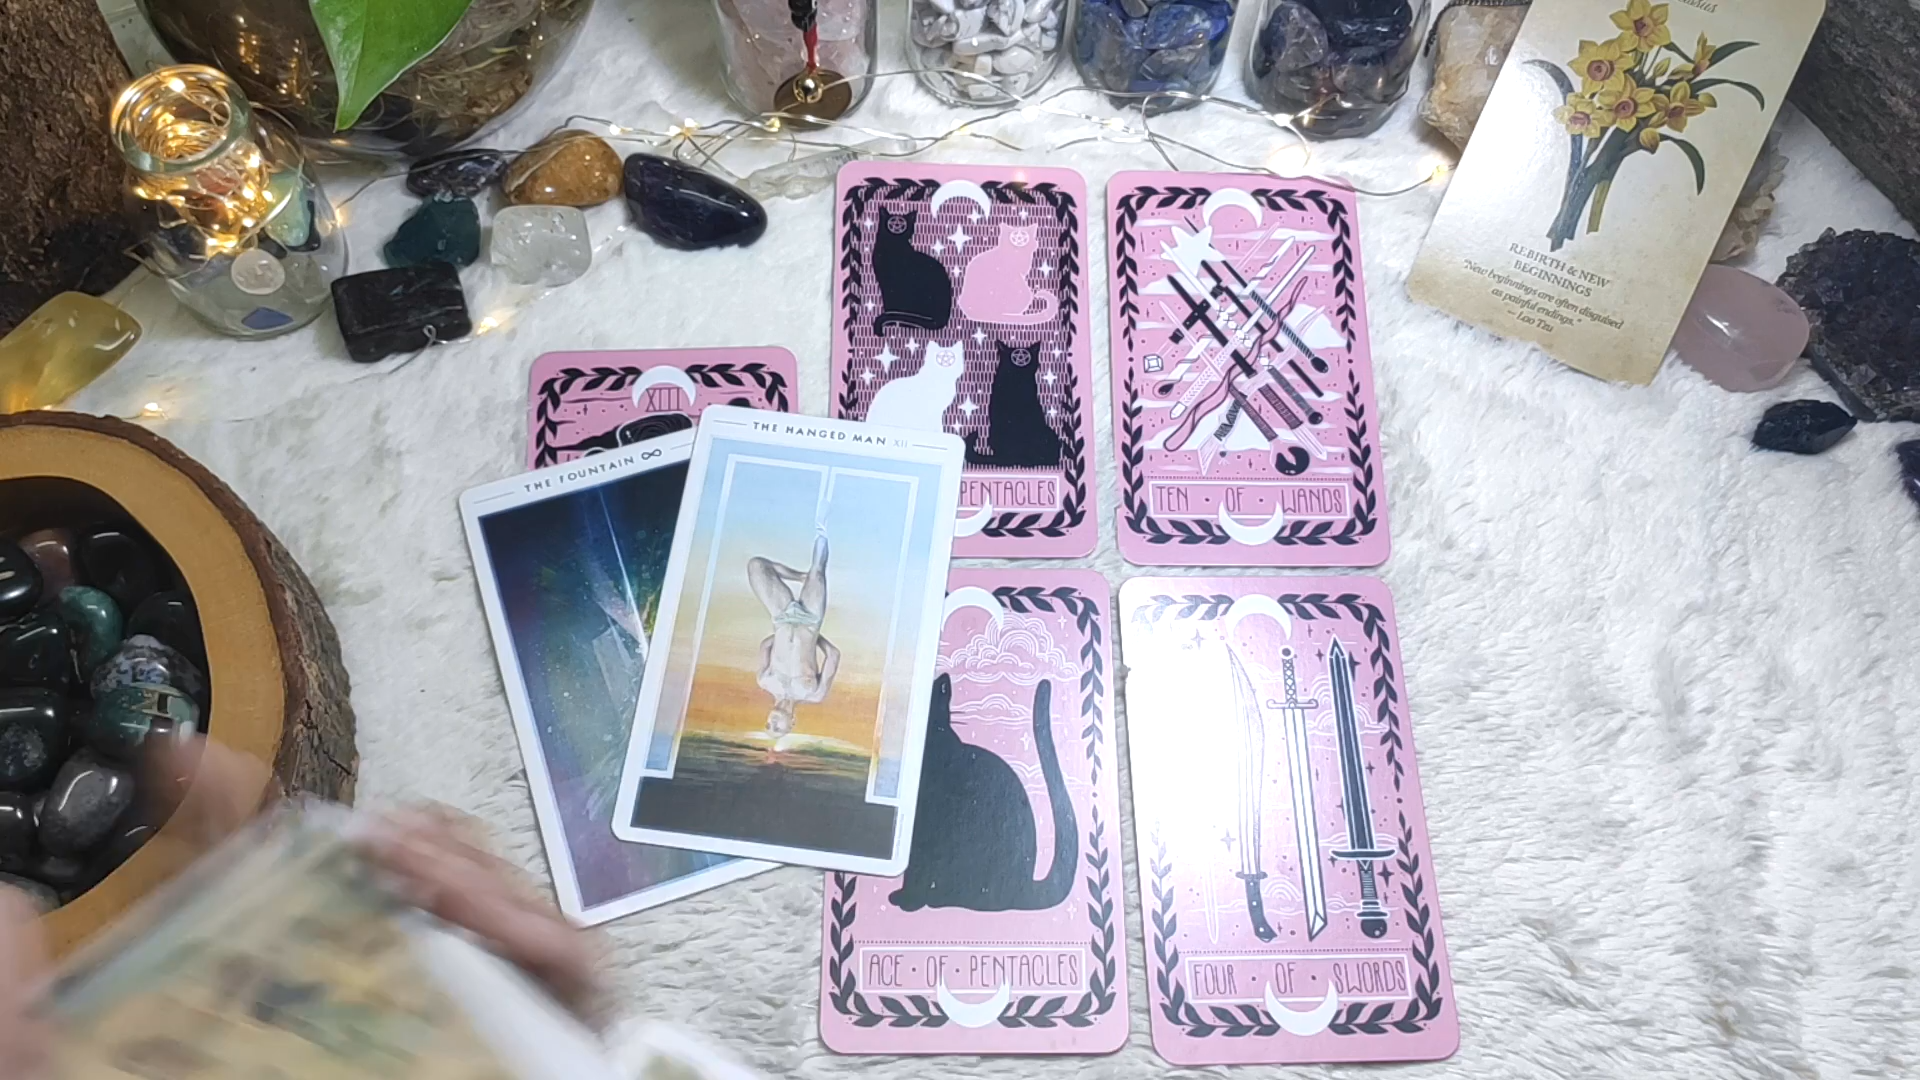 REBIRTH & NEW
BEGINNINGS
"New beginnings are often disguised
as painful endings."
— Lao Tzu
XIII
THE FOUNTAIN ∞
THE HANGED MAN XII
PENTACLES
TEN · OF · WANDS
ACE · OF · PENTACLES
FOUR · OF · SWORDS